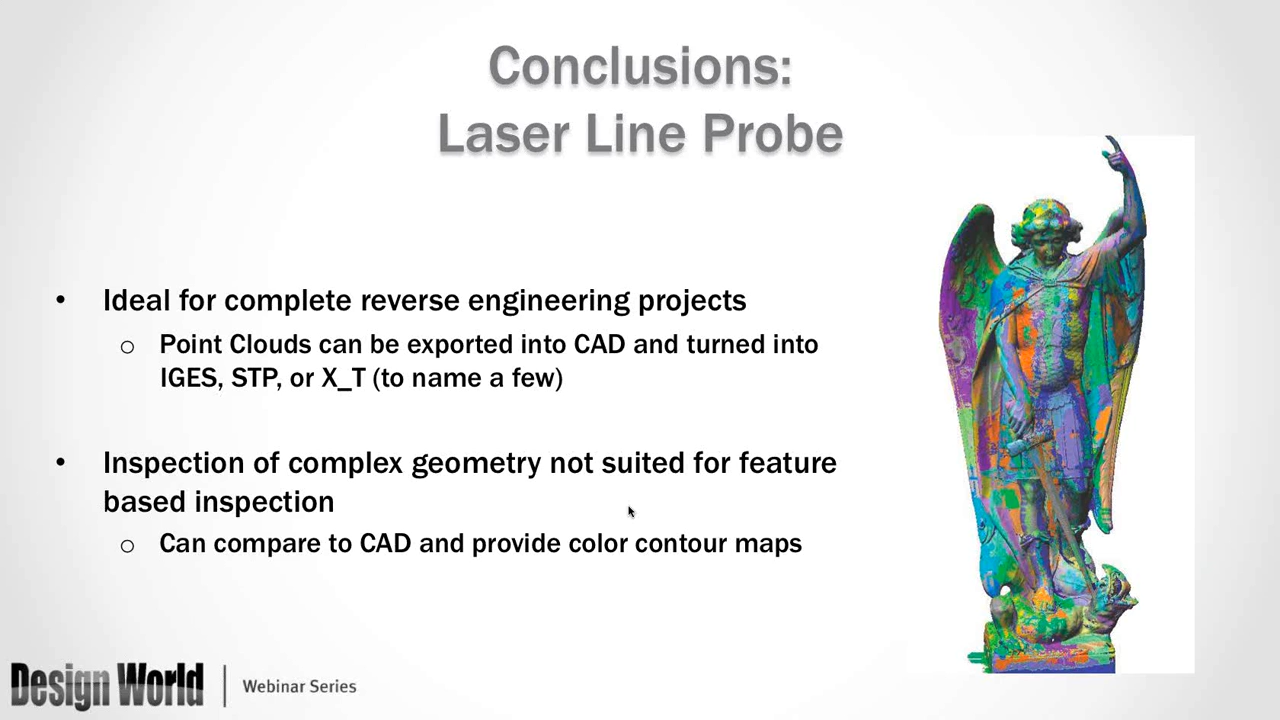 Conclusions:
Laser Line Probe
• Ideal for complete reverse engineering projects
o Point Clouds can be exported into CAD and turned into
IGES, STP, or X_T (to name a few)
• Inspection of complex geometry not suited for feature
based inspection
o Can compare to CAD and provide color contour maps
Design World | Webinar Series